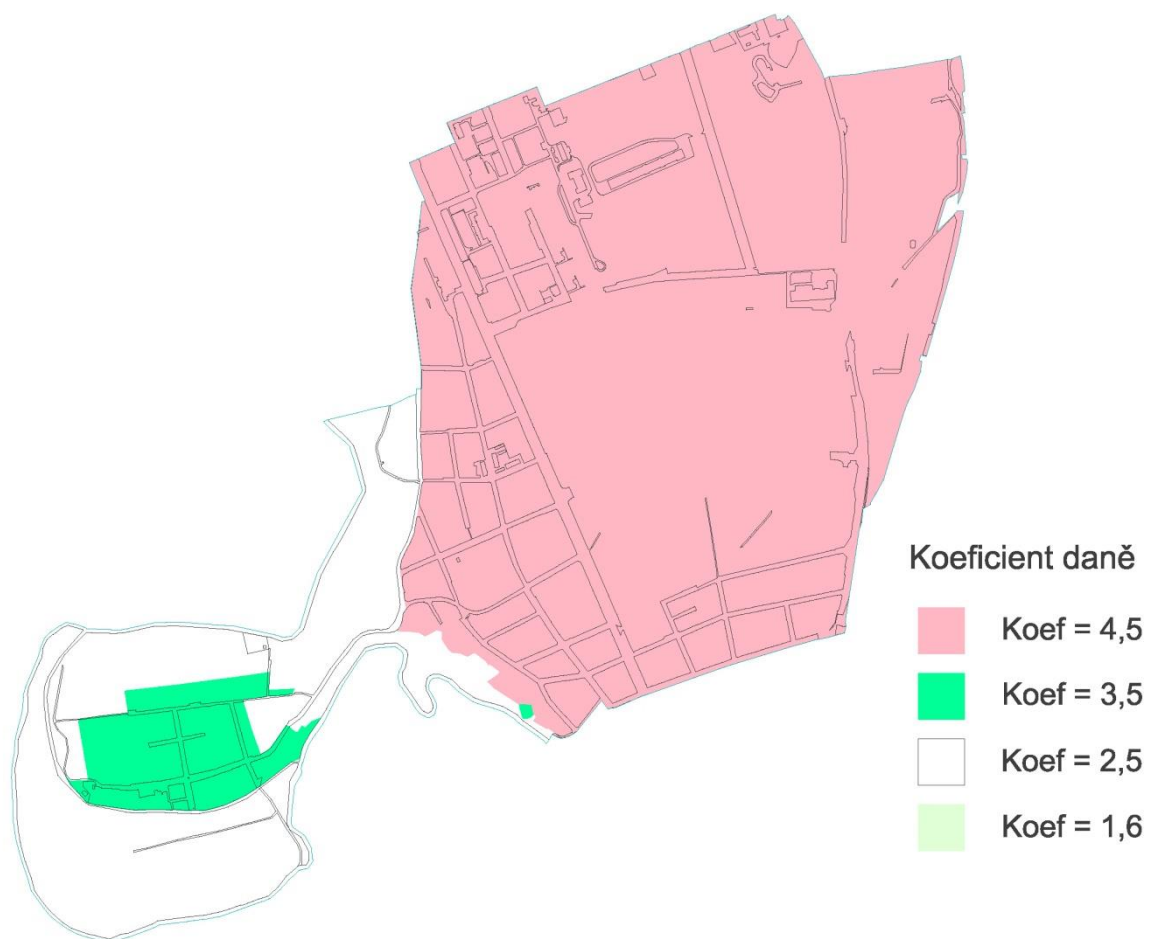 Koeficient daně
Koef = 4,5
Koef = 3,5
Koef = 2,5
Koef = 1,6